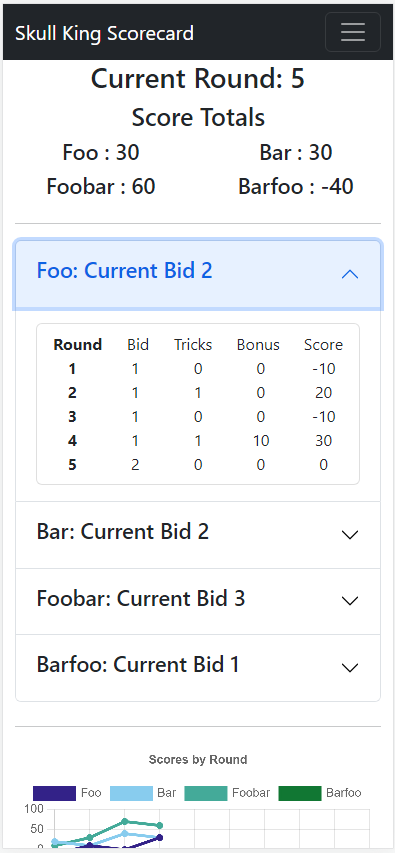 Skull King Scorecard
Current Round: 5
Score Totals
Foo : 30 Bar : 30
Foobar : 60 Barfoo : -40
Foo: Current Bid 2
Round Bid Tricks Bonus Score
1 1 0 0 -10
2 1 1 0 20
3 1 0 0 -10
4 1 1 10 30
5 2 0 0 0
Bar: Current Bid 2
Foobar: Current Bid 3
Barfoo: Current Bid 1
Scores by Round
Foo Bar Foobar Barfoo
100
50
0